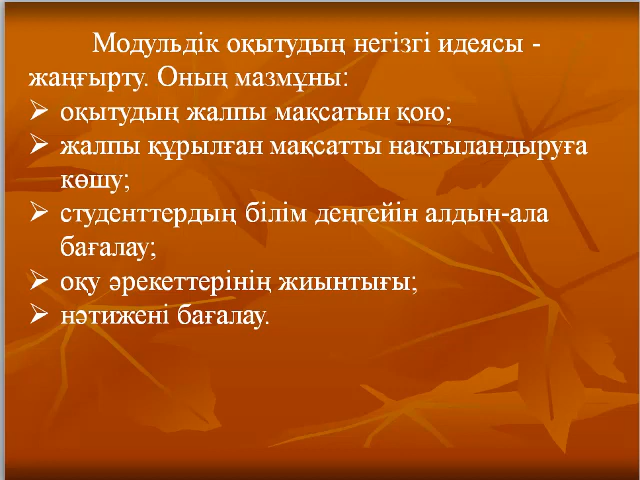 Модульдік оқытудың негізгі идеясы -
жаңғырту. Оның мазмұны:
➢ оқытудың жалпы мақсатын қою;
➢ жалпы құрылған мақсатты нақтыландыруға
көшу;
➢ студенттердың білім деңгейін алдын-ала
бағалау;
➢ оқу әрекеттерінің жиынтығы;
➢ нәтижені бағалау.